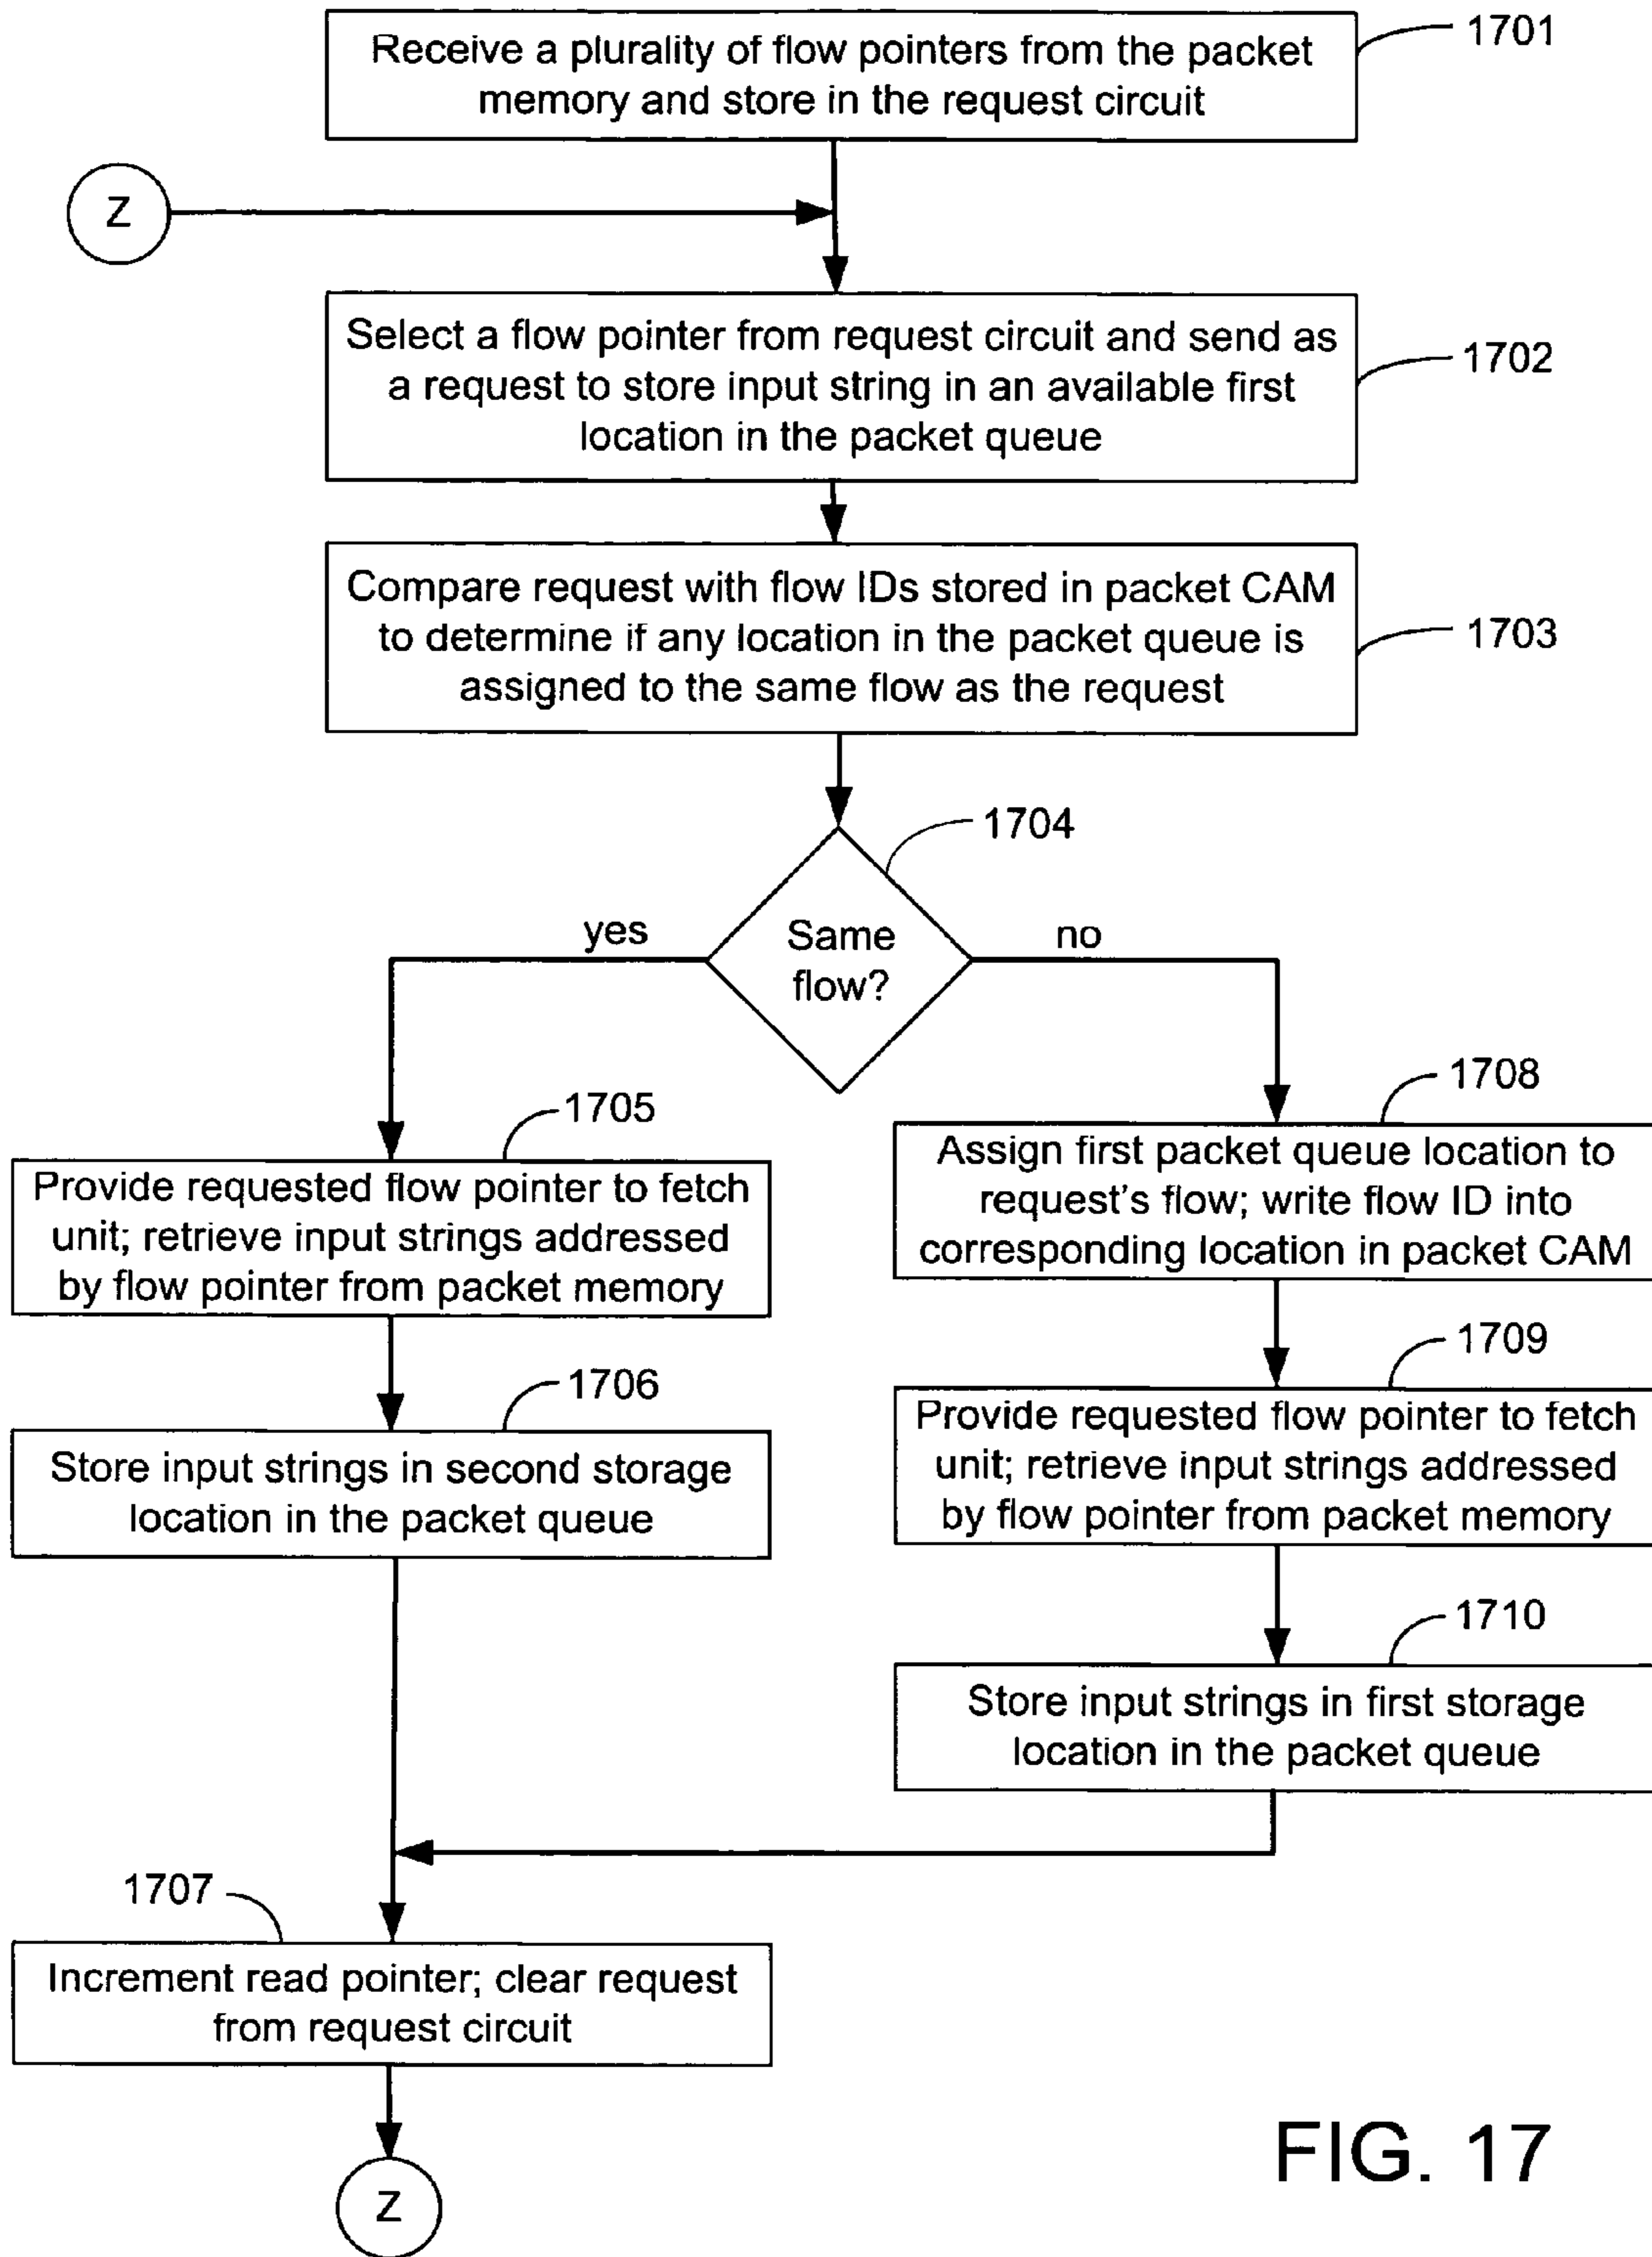 Receive a plurality of flow pointers from the packet
memory and store in the request circuit
1701
Z
Select a flow pointer from request circuit and send as
a request to store input string in an available first
location in the packet queue
1702
Compare request with flow IDs stored in packet CAM
to determine if any location in the packet queue is
assigned to the same flow as the request
1703
1704
Same
flow?
yes
no
1705
Provide requested flow pointer to fetch
unit; retrieve input strings addressed
by flow pointer from packet memory
1706
Store input strings in second storage
location in the packet queue
1708
Assign first packet queue location to
request's flow; write flow ID into
corresponding location in packet CAM
1709
Provide requested flow pointer to fetch
unit; retrieve input strings addressed
by flow pointer from packet memory
1710
Store input strings in first storage
location in the packet queue
1707
Increment read pointer; clear request
from request circuit
Z
FIG. 17